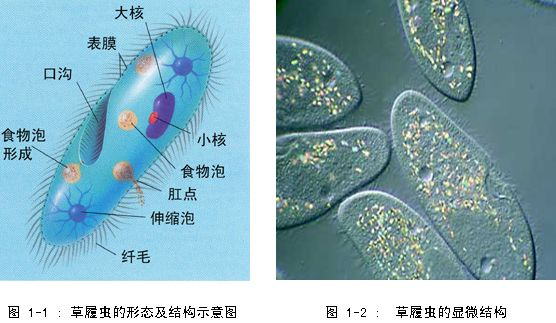 大核
表膜
口沟
食物泡
形成
小核
食物泡
肛点
伸缩泡
纤毛
图 1-1 : 草履虫的形态及结构示意图
图 1-2 : 草履虫的显微结构